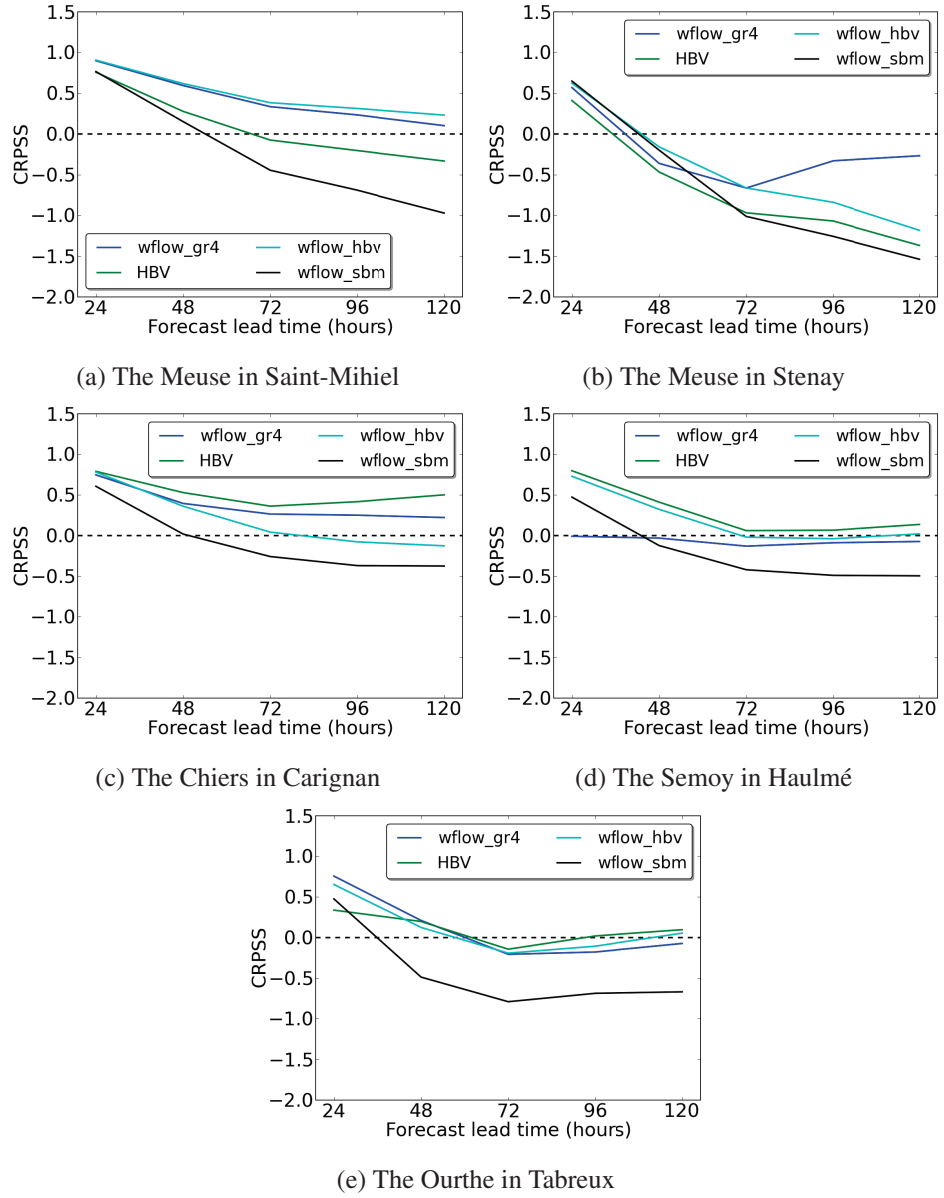 1.5
1.0
0.5
0.0
−0.5
−1.0
−1.5
−2.0
CRPSS
wflow_gr4 wflow_hbv
HBV wflow_sbm
24 48 72 96 120
Forecast lead time (hours)
(a) The Meuse in Saint-Mihiel
1.5
1.0
0.5
0.0
−0.5
−1.0
−1.5
−2.0
CRPSS
wflow_gr4 wflow_hbv
HBV wflow_sbm
24 48 72 96 120
Forecast lead time (hours)
(b) The Meuse in Stenay
1.5
1.0
0.5
0.0
−0.5
−1.0
−1.5
−2.0
CRPSS
wflow_gr4 wflow_hbv
HBV wflow_sbm
24 48 72 96 120
Forecast lead time (hours)
(c) The Chiers in Carignan
1.5
1.0
0.5
0.0
−0.5
−1.0
−1.5
−2.0
CRPSS
wflow_gr4 wflow_hbv
HBV wflow_sbm
24 48 72 96 120
Forecast lead time (hours)
(d) The Semoy in Haulmé
1.5
1.0
0.5
0.0
−0.5
−1.0
−1.5
−2.0
CRPSS
wflow_gr4 wflow_hbv
HBV wflow_sbm
24 48 72 96 120
Forecast lead time (hours)
(e) The Ourthe in Tabreux